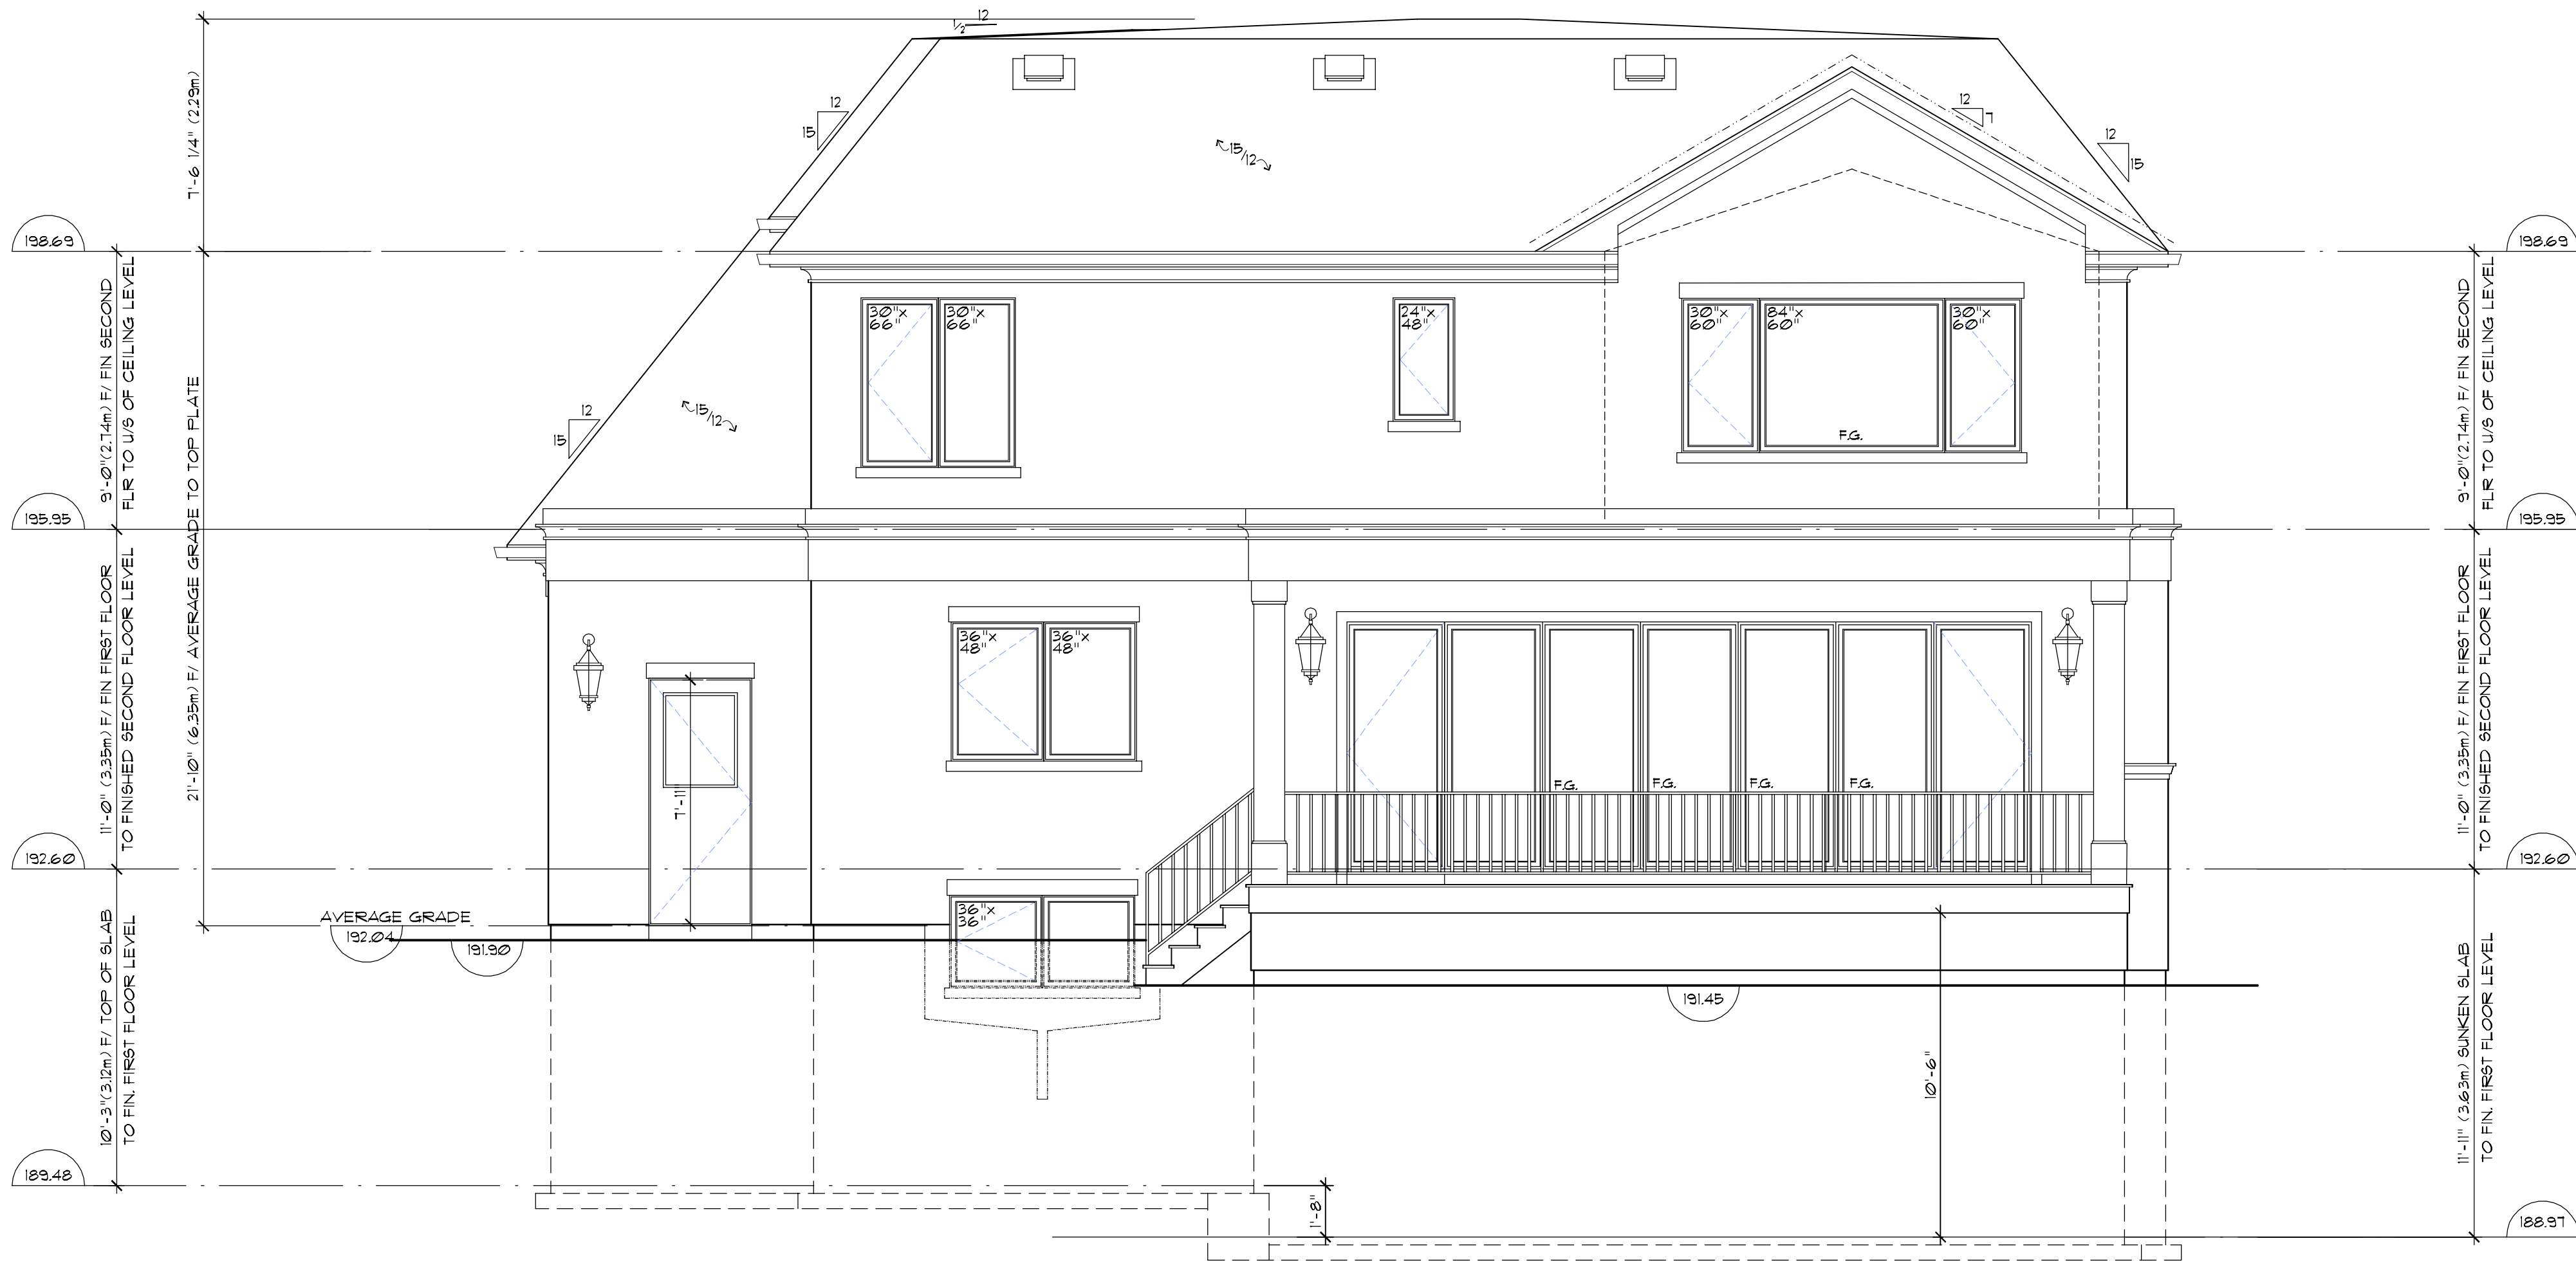 12
1/2
7'-6 1/4" (2.29m)
12
15
12
7
12
15
15/12
198.69
198.69
9'-0"(2.74m) F/ FIN SECOND
FLR TO U/S OF CEILING LEVEL
9'-0"(2.74m) F/ FIN SECOND
FLR TO U/S OF CEILING LEVEL
30"x
66"
30"x
66"
24"x
48"
30"x
60"
84"x
60"
30"x
60"
F.G.
12
15
15/12
21'-10" (6.35m) F/ AVERAGE GRADE TO TOP PLATE
195.95
195.95
11'-0" (3.35m) F/ FIN FIRST FLOOR
TO FINISHED SECOND FLOOR LEVEL
11'-0" (3.35m) F/ FIN FIRST FLOOR
TO FINISHED SECOND FLOOR LEVEL
36"x
48"
36"x
48"
7'-11"
F.G.
F.G.
F.G.
F.G.
192.60
192.60
AVERAGE GRADE
192.04
191.90
36"x
36"
191.45
10'-3"(3.12m) F/ TOP OF SLAB
TO FIN. FIRST FLOOR LEVEL
10'-6"
11'-11" (3.63m) SUNKEN SLAB
TO FIN. FIRST FLOOR LEVEL
189.48
1'-8"
188.97